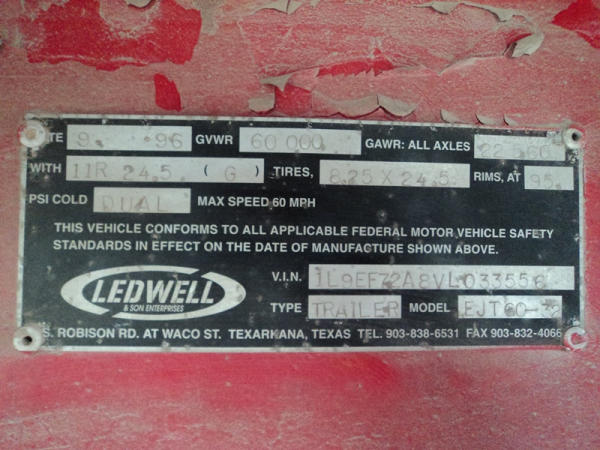 9. 96 GVWR 60 000 GAWR: ALL AXLES 22 560
WITH 11R 24.5. ( G ) TIRES, 8.25 X 24.5. RIMS, AT 95.
PSI COLD DUAL MAX SPEED 60 MPH
THIS VEHICLE CONFORMS TO ALL APPLICABLE FEDERAL MOTOR VEHICLE SAFETY
STANDARDS IN EFFECT ON THE DATE OF MANUFACTURE SHOWN ABOVE.
LEDWELL
& SON ENTERPRISES
V.I.N.
TYPE TRAILER MODEL EJT60-
S. ROBISON RD. AT WACO ST. TEXARKANA, TEXAS TEL. 903-838-6531 FAX 903-832-4066